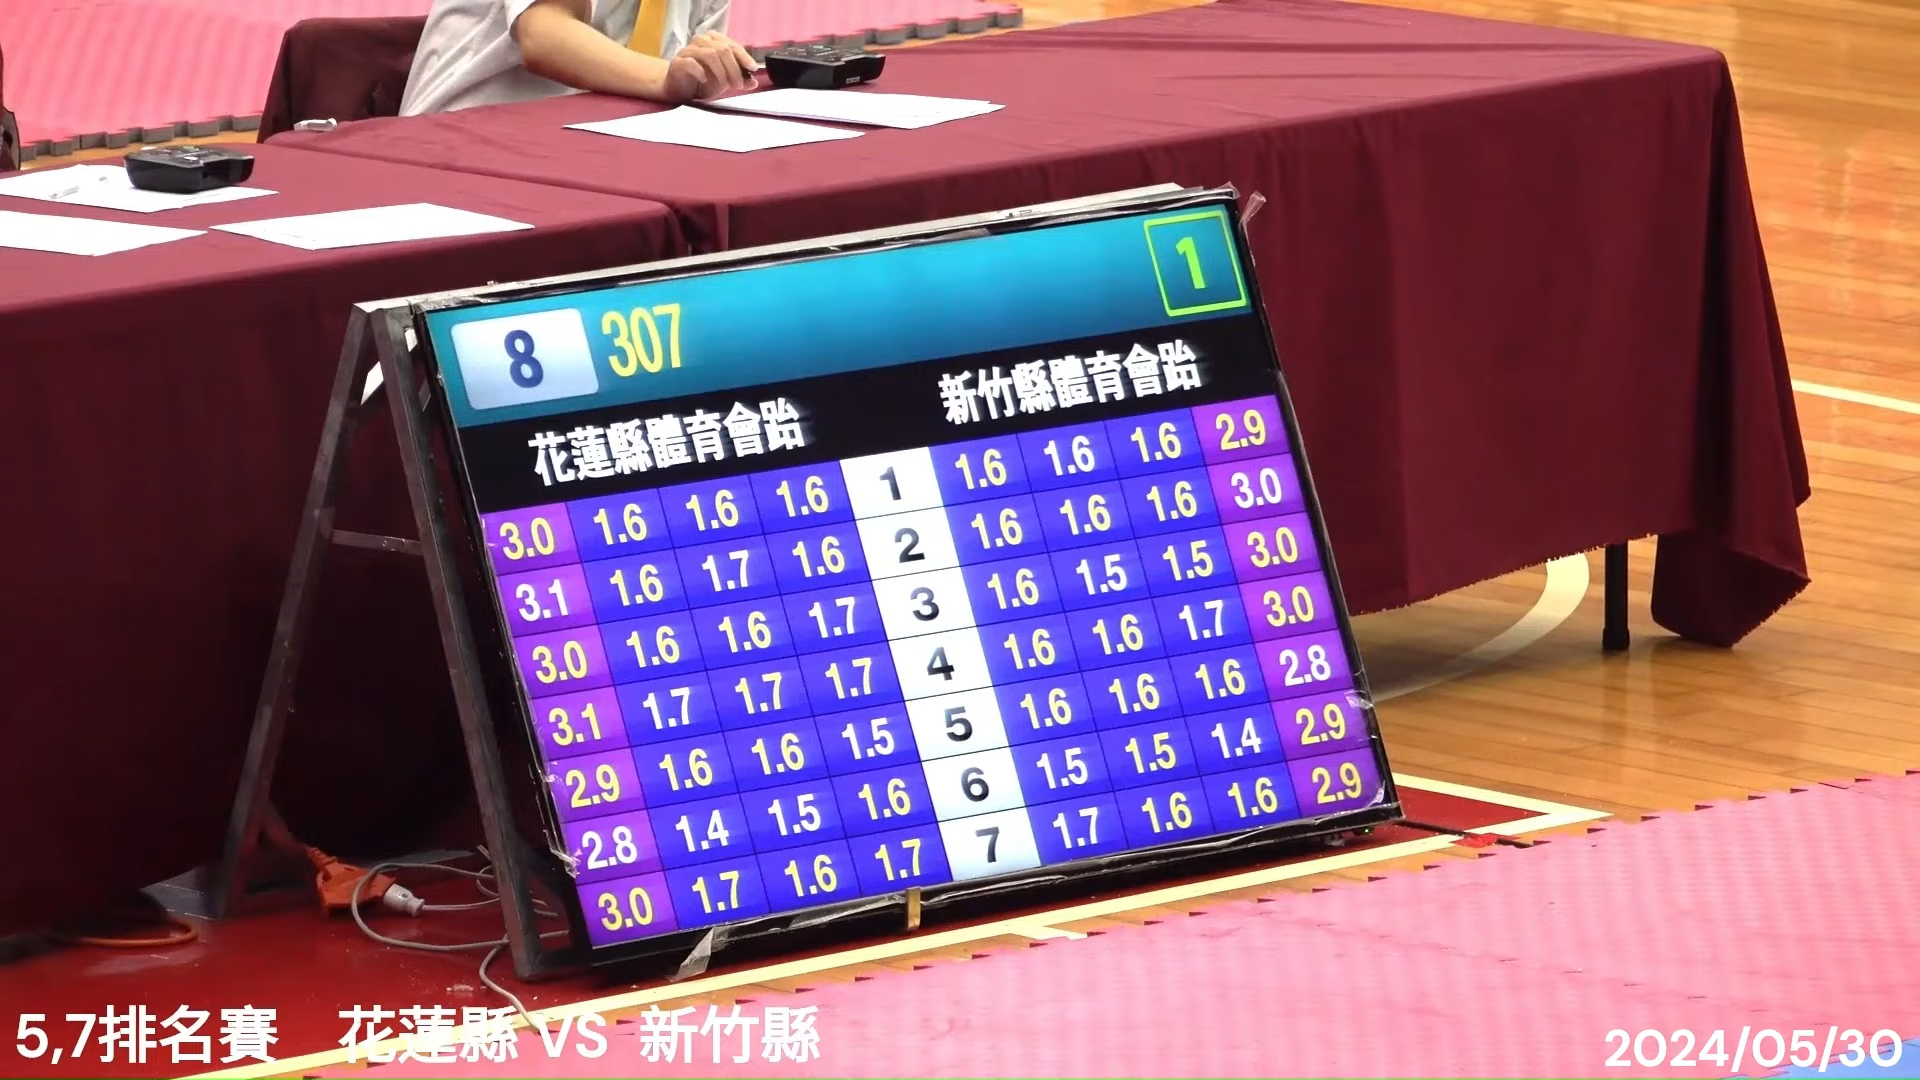 8 307 1
花蓮縣體育會跆 新竹縣體育會跆
3.0 1.6 1.6 1.6 1 1.6 1.6 1.6 2.9
3.1 1.6 1.7 1.6 2 1.6 1.6 1.6 3.0
3.0 1.6 1.6 1.7 3 1.6 1.5 1.5 3.0
3.1 1.7 1.7 1.7 4 1.6 1.6 1.7 3.0
2.9 1.6 1.6 1.5 5 1.6 1.6 1.6 2.8
2.8 1.4 1.5 1.6 6 1.5 1.5 1.4 2.9
3.0 1.7 1.6 1.7 7 1.7 1.6 1.6 2.9
5,7排名賽 花蓮縣 VS 新竹縣
2024/05/30